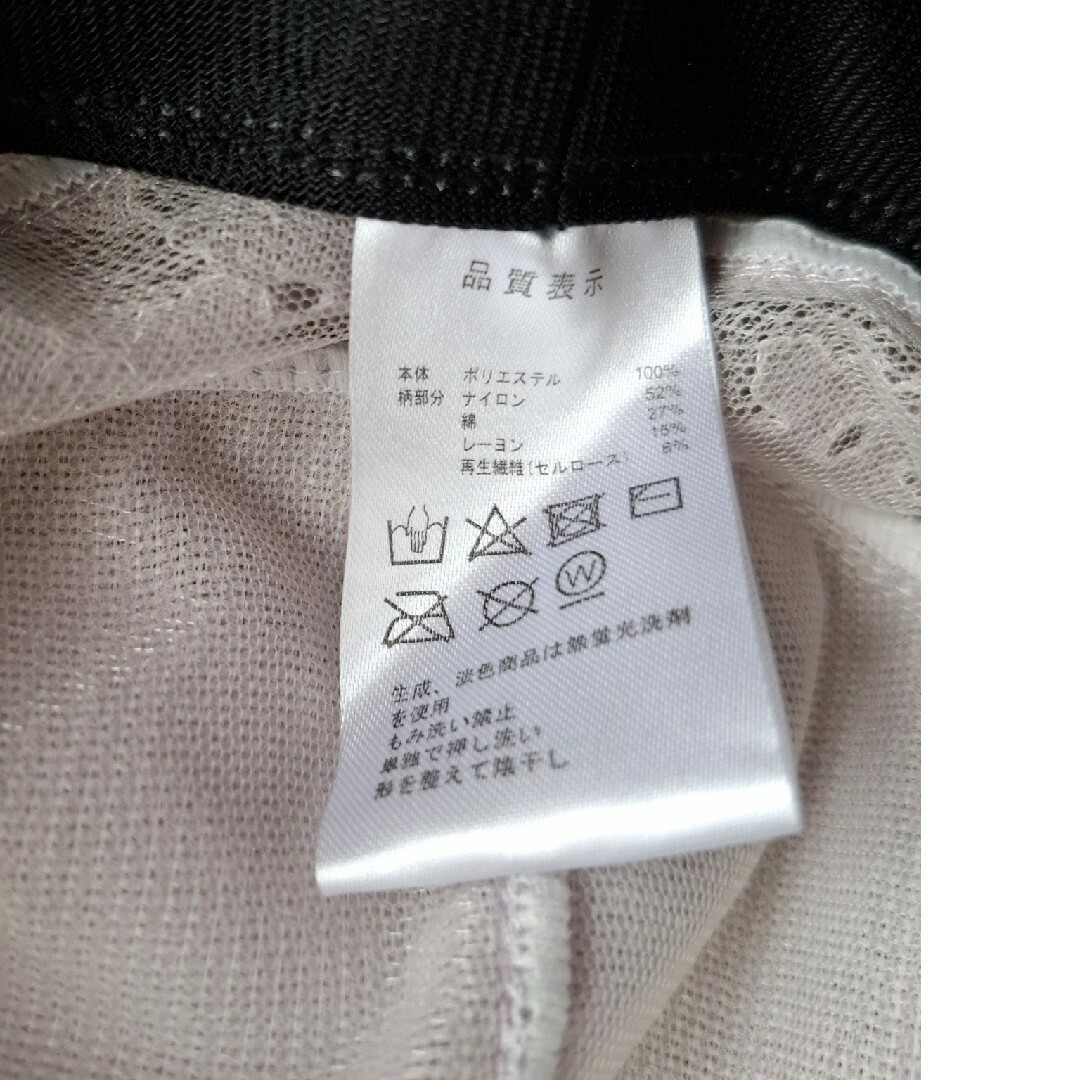 品質表示
本体 ポリエステル 100%
柄部分 ナイロン 52%
綿 27%
レーヨン 15%
再生繊維(セルロース) 6%
W
生成、淡色商品は無蛍光洗剤
を使用
もみ洗い禁止
単独で押し洗い
形を整えて陰干し